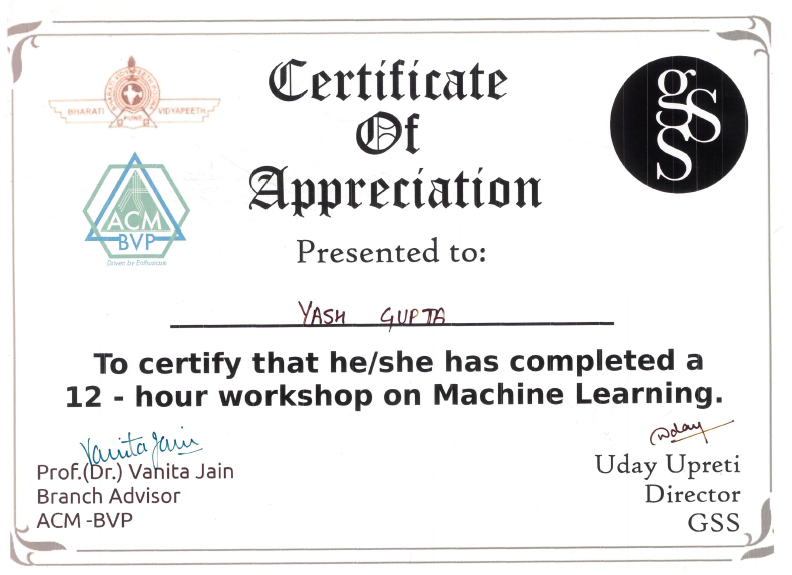 BHARATI VIDYAPEETH
PUNE
gss
Certificate
Of
Appreciation
ACM
BVP
Driven by Enthusiasm
Presented to:
YASH GUPTA
To certify that he/she has completed a
12 - hour workshop on Machine Learning.
Vanita Jain
Prof.(Dr.) Vanita Jain
Branch Advisor
ACM -BVP
Uday
Uday Upreti
Director
GSS